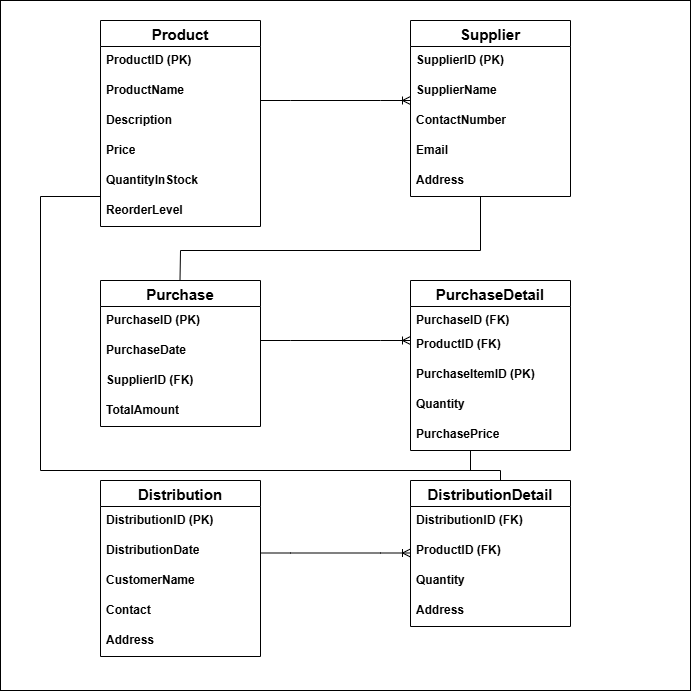 Product
ProductID (PK)
ProductName
Description
Price
QuantityInStock
ReorderLevel
Supplier
SupplierID (PK)
SupplierName
ContactNumber
Email
Address
Purchase
PurchaseID (PK)
PurchaseDate
SupplierID (FK)
TotalAmount
PurchaseDetail
PurchaseID (FK)
ProductID (FK)
PurchaseItemID (PK)
Quantity
PurchasePrice
Distribution
DistributionID (PK)
DistributionDate
CustomerName
Contact
Address
DistributionDetail
DistributionID (FK)
ProductID (FK)
Quantity
Address